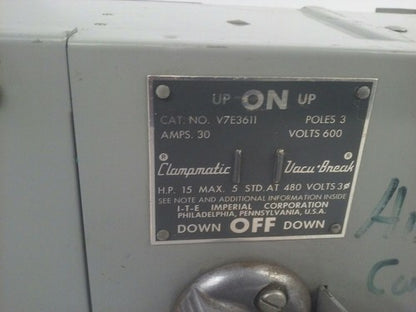 UP ON UP
CAT. NO. V7E3611 POLES 3
AMPS. 30 VOLTS 600
® ®
Clampmatic Vacu-Break
H.P. 15 MAX. 5 STD. AT 480 VOLTS 3Ø
SEE NOTE AND ADDITIONAL INFORMATION INSIDE
I-T-E IMPERIAL CORPORATION
PHILADELPHIA, PENNSYLVANIA, U.S.A.
DOWN OFF DOWN